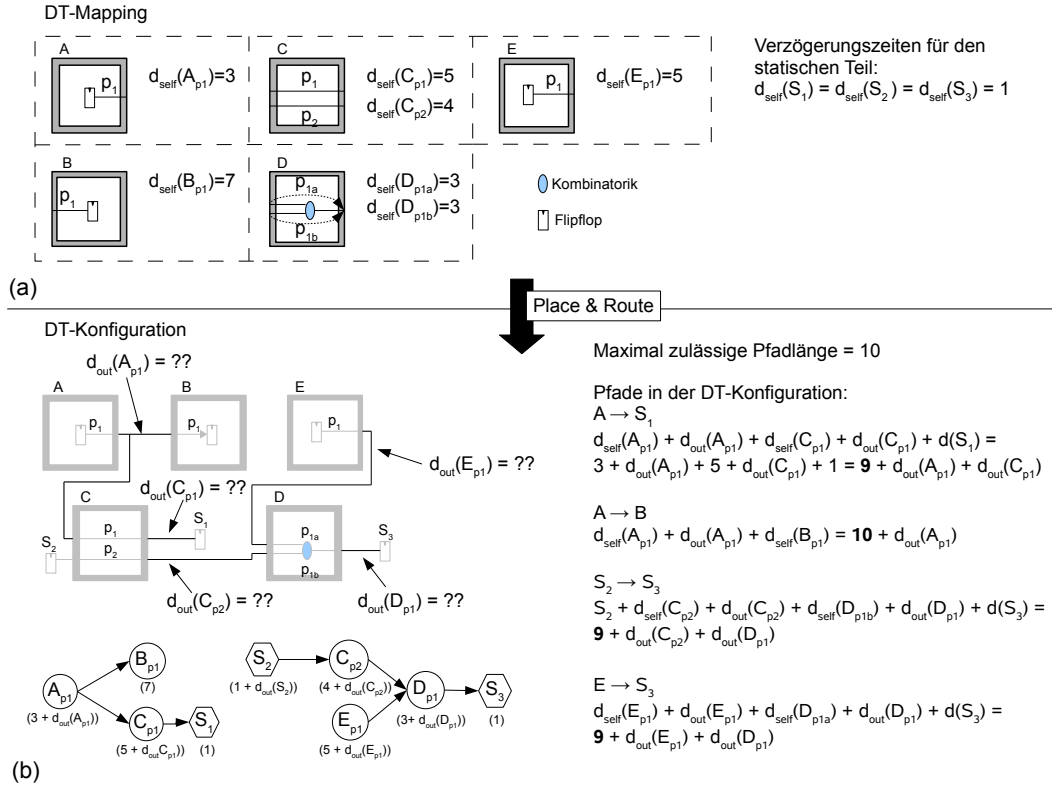 DT-Mapping
A
p1
dself(Ap1)=3
C
p1
p2
dself(Cp1)=5
dself(Cp2)=4
E
p1
dself(Ep1)=5
Verzögerungszeiten für den
statischen Teil:
dself(S1) = dself(S2) = dself(S3) = 1
B
p1
dself(Bp1)=7
D
p1a
p1b
dself(Dp1a)=3
dself(Dp1b)=3
Kombinatorik
Flipflop
(a)
Place & Route
DT-Konfiguration
dout(Ap1) = ??
A
p1
B
p1
E
p1
dout(Ep1) = ??
dout(Cp1) = ??
C
p1
p2
S1
S2
D
p1a
p1b
S3
dout(Cp2) = ??
dout(Dp1) = ??
Ap1
(3 + dout(Ap1))
Bp1
(7)
Cp1
(5 + doutCp1))
S1
(1)
S2
(1 + dout(S2))
Cp2
(4 + dout(Cp2))
Ep1
(5 + dout(Ep1))
Dp1
(3+ dout(Dp1))
S3
(1)
Maximal zulässige Pfadlänge = 10
Pfade in der DT-Konfiguration:
A → S1
dself(Ap1) + dout(Ap1) + dself(Cp1) + dout(Cp1) + d(S1) =
3 + dout(Ap1) + 5 + dout(Cp1) + 1 = 9 + dout(Ap1) + dout(Cp1)
A → B
dself(Ap1) + dout(Ap1) + dself(Bp1) = 10 + dout(Ap1)
S2 → S3
S2 + dself(Cp2) + dout(Cp2) + dself(Dp1b) + dout(Dp1) + d(S3) =
9 + dout(Cp2) + dout(Dp1)
E → S3
dself(Ep1) + dout(Ep1) + dself(Dp1a) + dout(Dp1) + d(S3) =
9 + dout(Ep1) + dout(Dp1)
(b)